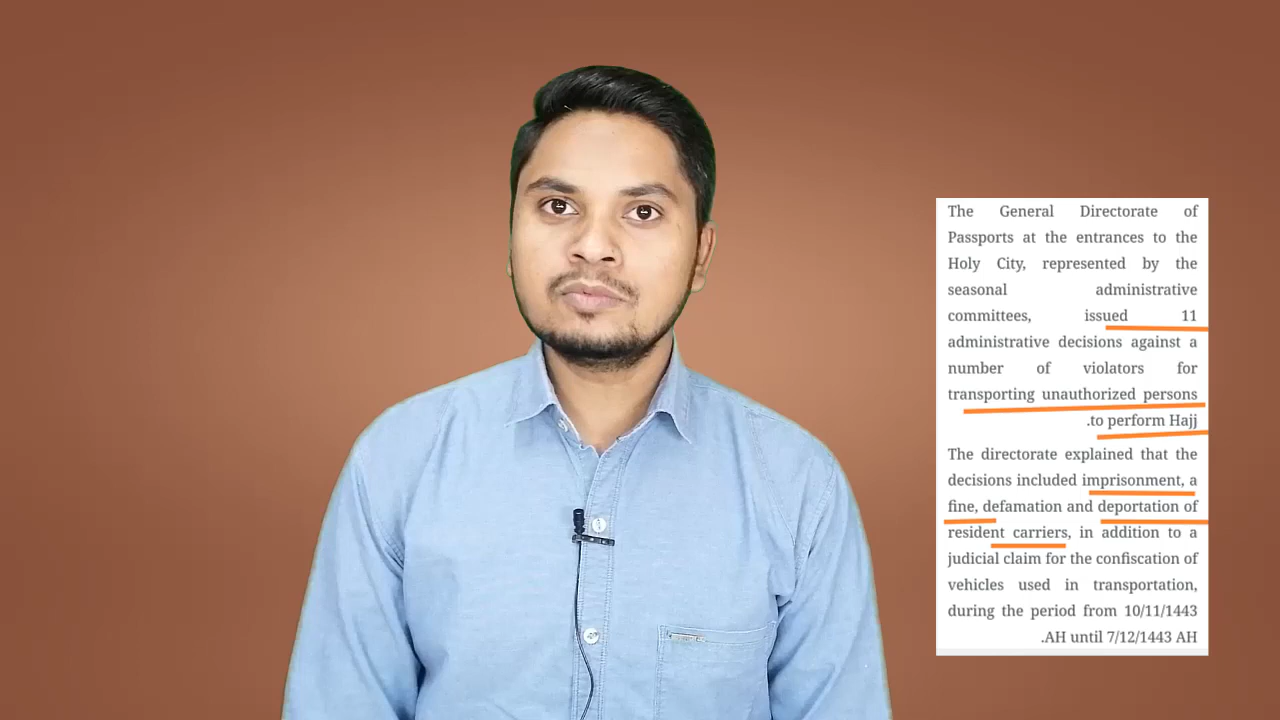 The General Directorate of
Passports at the entrances to the
Holy City, represented by the
seasonal administrative
committees, issued 11
administrative decisions against a
number of violators for
transporting unauthorized persons
.to perform Hajj
The directorate explained that the
decisions included imprisonment, a
fine, defamation and deportation of
resident carriers, in addition to a
judicial claim for the confiscation of
vehicles used in transportation,
during the period from 10/11/1443
.AH until 7/12/1443 AH